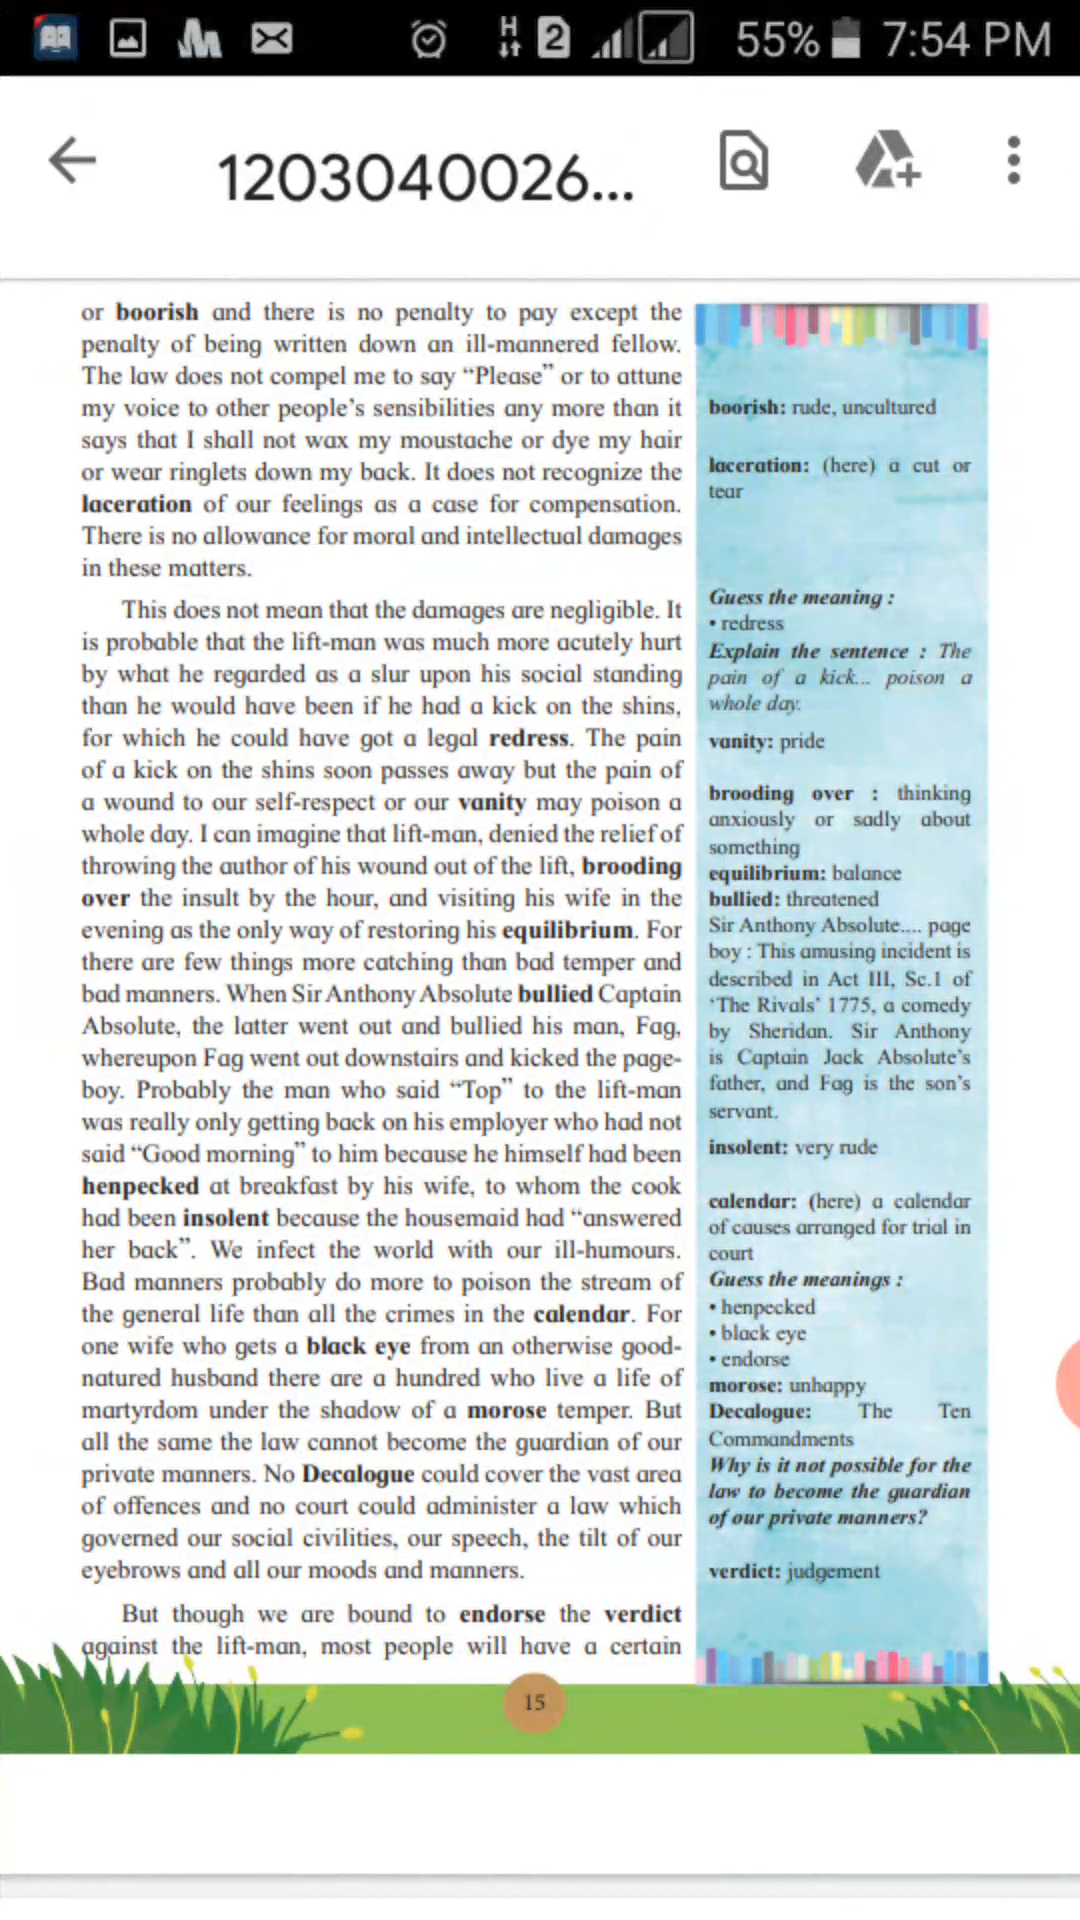 55% 7:54 PM
1203040026...
or boorish and there is no penalty to pay except the
penalty of being written down an ill-mannered fellow.
The law does not compel me to say “Please” or to attune
my voice to other people’s sensibilities any more than it
says that I shall not wax my moustache or dye my hair
or wear ringlets down my back. It does not recognize the
laceration of our feelings as a case for compensation.
There is no allowance for moral and intellectual damages
in these matters.
This does not mean that the damages are negligible. It
is probable that the lift-man was much more acutely hurt
by what he regarded as a slur upon his social standing
than he would have been if he had a kick on the shins,
for which he could have got a legal redress. The pain
of a kick on the shins soon passes away but the pain of
a wound to our self-respect or our vanity may poison a
whole day. I can imagine that lift-man, denied the relief of
throwing the author of his wound out of the lift, brooding
over the insult by the hour, and visiting his wife in the
evening as the only way of restoring his equilibrium. For
there are few things more catching than bad temper and
bad manners. When Sir Anthony Absolute bullied Captain
Absolute, the latter went out and bullied his man, Fag,
whereupon Fag went out downstairs and kicked the page-
boy. Probably the man who said “Top” to the lift-man
was really only getting back on his employer who had not
said “Good morning” to him because he himself had been
henpecked at breakfast by his wife, to whom the cook
had been insolent because the housemaid had “answered
her back”. We infect the world with our ill-humours.
Bad manners probably do more to poison the stream of
the general life than all the crimes in the calendar. For
one wife who gets a black eye from an otherwise good-
natured husband there are a hundred who live a life of
martyrdom under the shadow of a morose temper. But
all the same the law cannot become the guardian of our
private manners. No Decalogue could cover the vast area
of offences and no court could administer a law which
governed our social civilities, our speech, the tilt of our
eyebrows and all our moods and manners.
But though we are bound to endorse the verdict
against the lift-man, most people will have a certain
boorish: rude, uncultured
laceration: (here) a cut or
tear
Guess the meaning :
• redress
Explain the sentence : The
pain of a kick... poison a
whole day.
vanity: pride
brooding over : thinking
anxiously or sadly about
something
equilibrium: balance
bullied: threatened
Sir Anthony Absolute.... page
boy : This amusing incident is
described in Act III, Sc.1 of
‘The Rivals’ 1775, a comedy
by Sheridan. Sir Anthony
is Captain Jack Absolute’s
father, and Fag is the son’s
servant.
insolent: very rude
calendar: (here) a calendar
of causes arranged for trial in
court
Guess the meanings :
• henpecked
• black eye
• endorse
morose: unhappy
Decalogue: The Ten
Commandments
Why is it not possible for the
law to become the guardian
of our private manners?
verdict: judgement
15